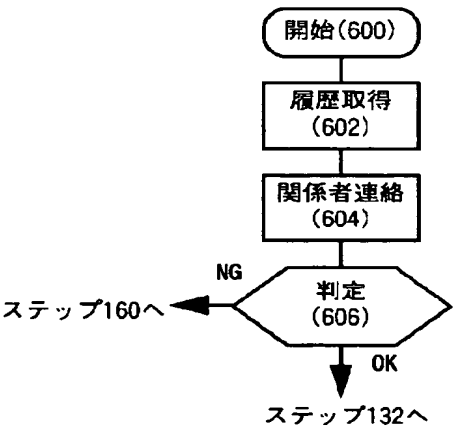 開始(600)
履歴取得
(602)
関係者連絡
(604)
NG
判定
(606)
ステップ160へ
OK
ステップ132へ